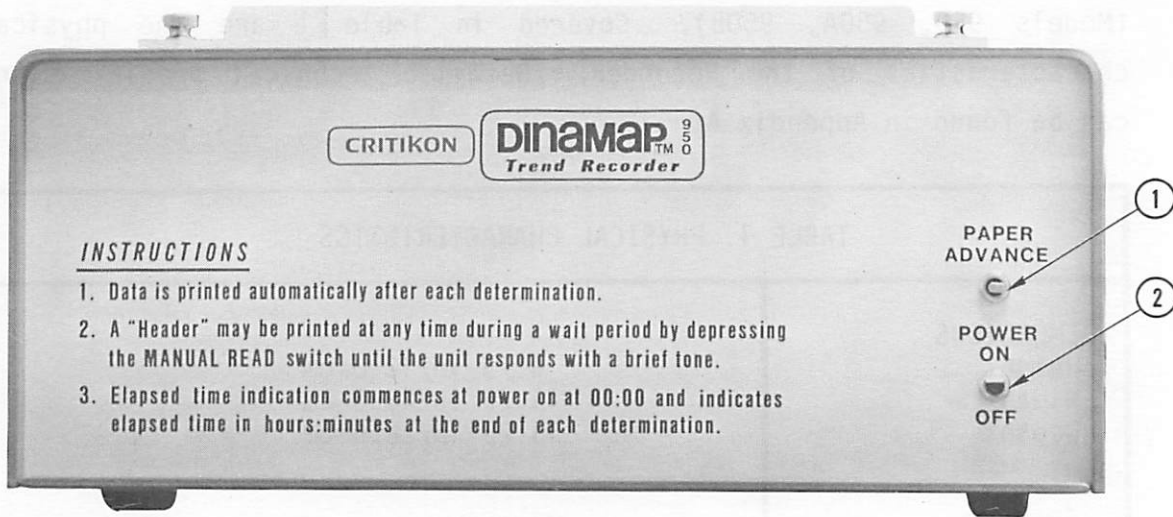 CRITIKON
DINAMAP™ 950
Trend Recorder
INSTRUCTIONS
1. Data is printed automatically after each determination.
2. A "Header" may be printed at any time during a wait period by depressing
the MANUAL READ switch until the unit responds with a brief tone.
3. Elapsed time indication commences at power on at 00:00 and indicates
elapsed time in hours:minutes at the end of each determination.
PAPER
ADVANCE
1
POWER
ON
2
OFF